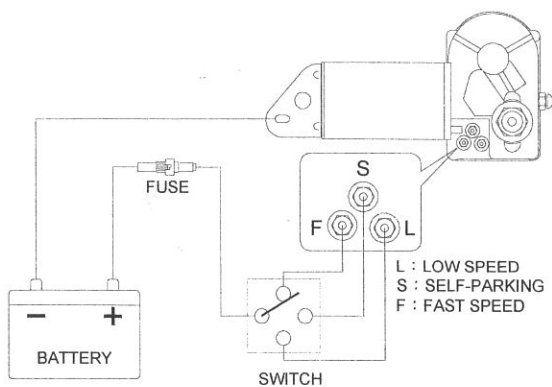 S
FUSE
F
L
L : LOW SPEED
S : SELF-PARKING
F : FAST SPEED
− +
BATTERY
SWITCH